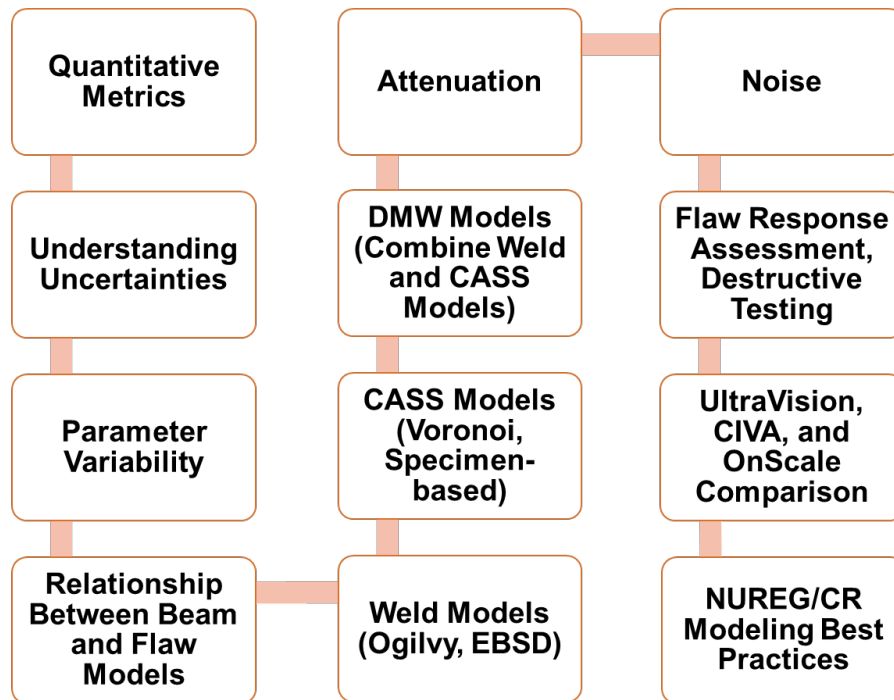 Quantitative
Metrics
Understanding
Uncertainties
Parameter
Variability
Relationship
Between Beam
and Flaw
Models
Weld Models
(Ogilvy, EBSD)
CASS Models
(Voronoi,
Specimen-
based)
DMW Models
(Combine Weld
and CASS
Models)
Attenuation
Noise
Flaw Response
Assessment,
Destructive
Testing
UltraVision,
CIVA, and
OnScale
Comparison
NUREG/CR
Modeling Best
Practices